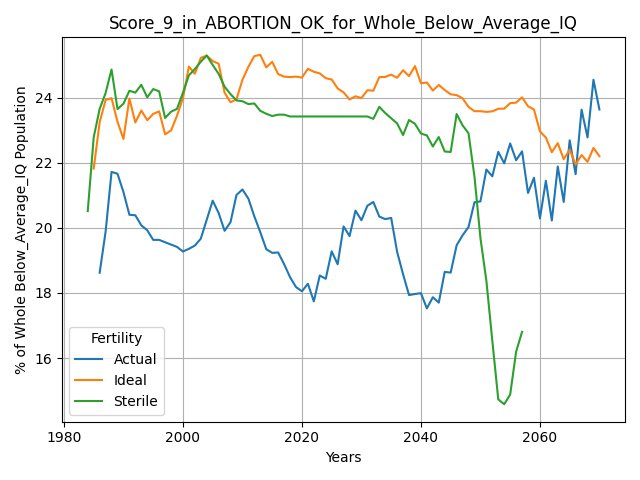 Score_9_in_ABORTION_OK_for_Whole_Below_Average_IQ
% of Whole Below_Average_IQ Population
24
22
20
18
16
Fertility
Actual
Ideal
Sterile
1980 2000 2020 2040 2060
Years